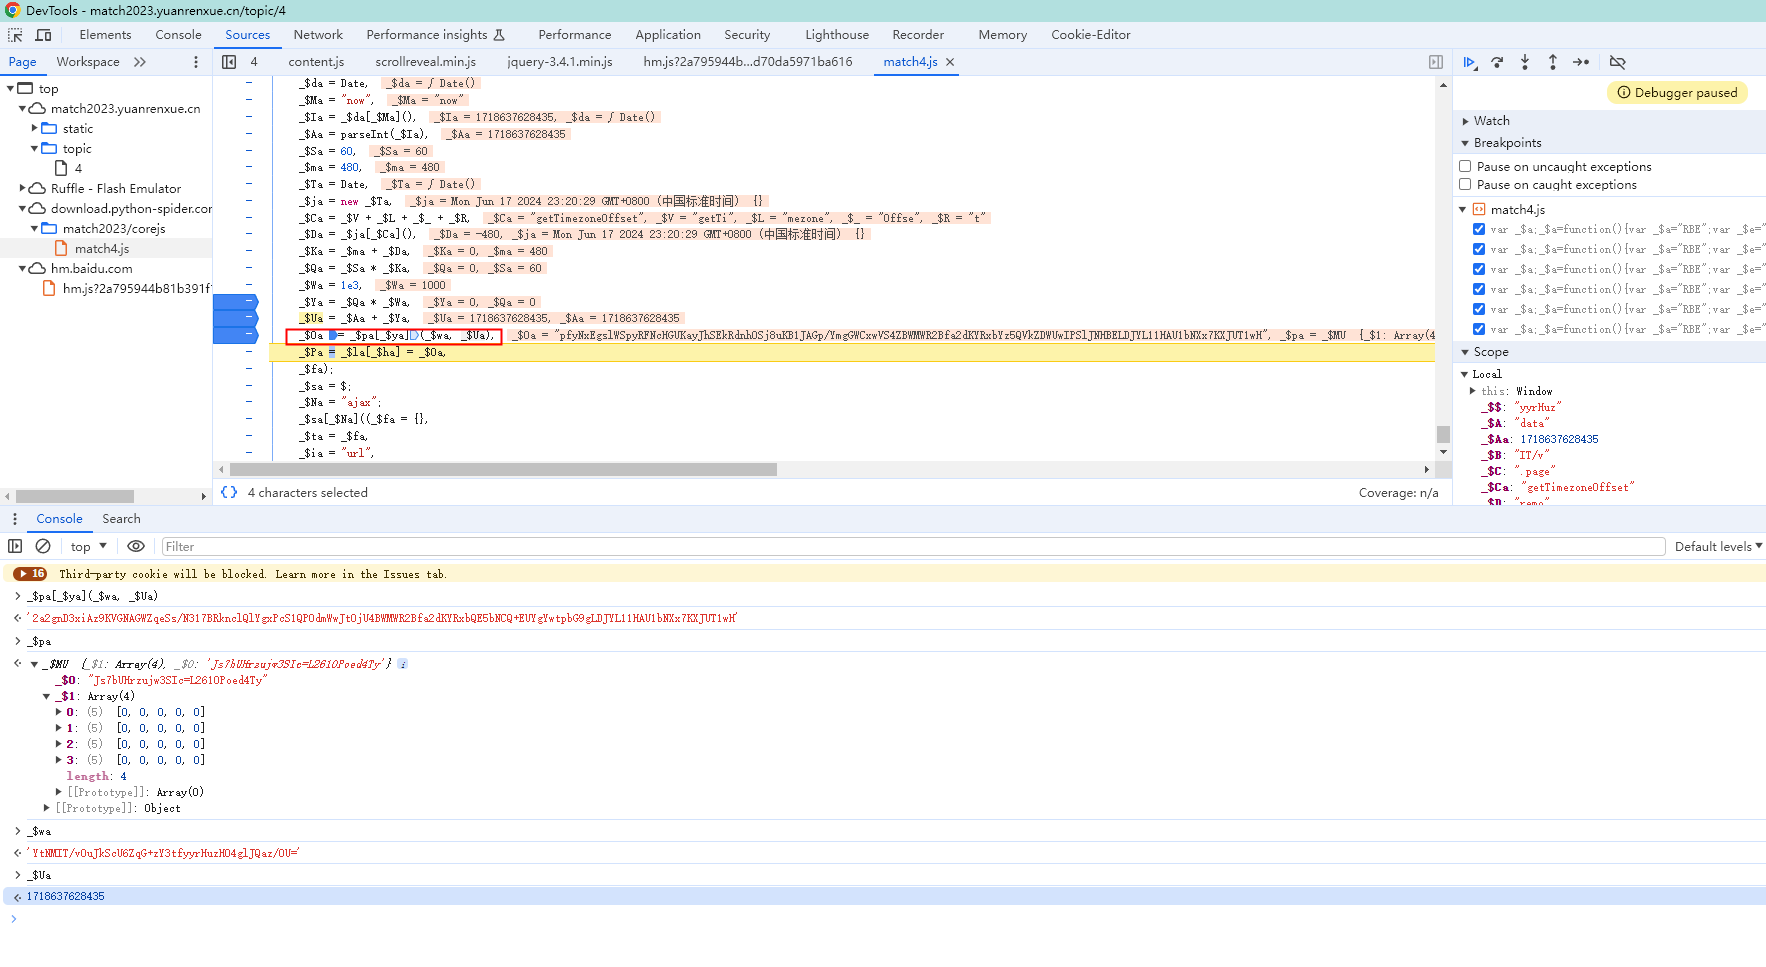 DevTools - match2023.yuanrenxue.cn/topic/4
Elements Console Sources Network Performance insights Performance Application Security Lighthouse Recorder Memory Cookie-Editor
Page Workspace
4 content.js scrollreveal.min.js jquery-3.4.1.min.js hm.js?2a795944b...d70da5971ba616 match4.js
top
match2023.yuanrenxue.cn
static
topic
4
Ruffle - Flash Emulator
download.python-spider.cor
match2023/corejs
match4.js
hm.baidu.com
hm.js?2a795944b81b391f
_$da = Date, _$da = ƒ Date()
_$Ma = "now", _$Ma = "now"
_$Ia = _$da[_$Ma](), _$Ia = 1718637628435, _$da = ƒ Date()
_$Aa = parseInt(_$Ia), _$Aa = 1718637628435
_$Sa = 60, _$Sa = 60
_$ma = 480, _$ma = 480
_$Ta = Date, _$Ta = ƒ Date()
_$ja = new _$Ta, _$ja = Mon Jun 17 2024 23:20:29 GMT+0800 (中国标准时间) {}
_$Ca = _$V + _$L + _$_ + _$R, _$Ca = "getTimezoneOffset", _$V = "getTi", _$L = "mezone", _$_ = "Offse", _$R = "t"
_$Da = _$ja[_$Ca](), _$Da = -480, _$ja = Mon Jun 17 2024 23:20:29 GMT+0800 (中国标准时间) {}
_$Ka = _$ma + _$Da, _$Ka = 0, _$ma = 480
_$Qa = _$Sa * _$Ka, _$Qa = 0, _$Sa = 60
_$Wa = 1e3, _$Wa = 1000
_$Ya = _$Qa * _$Wa, _$Ya = 0, _$Qa = 0
_$Ua = _$Aa + _$Ya, _$Ua = 1718637628435, _$Aa = 1718637628435
_$Oa = _$pa[_$ya](_$wa, _$Ua), _$Oa = "pfyNxEgslWSpyRFNcHGUKayJhSEkRdnhOSj8uKB1JAGp/YmgGWCxwVS4ZBWMWR2Bfa2dKYRxbYz5QVkZDWUwIPSlJNHBELDJYL11HAU1bNXx7KXJUT1wH", _$pa = _$MU {_$1: Array(4
_$Pa = _$la[_$ha] = _$Oa,
_$fa);
_$sa = $;
_$Na = "ajax";
_$sa[_$Na]((_$fa = {},
_$ta = _$fa,
_$ia = "url",
4 characters selected Coverage: n/a
Debugger paused
Watch
Breakpoints
Pause on uncaught exceptions
Pause on caught exceptions
match4.js
var _$a;_$a=function(){var _$a="RBE";var _$e="
var _$a;_$a=function(){var _$a="RBE";var _$e="
var _$a;_$a=function(){var _$a="RBE";var _$e="
var _$a;_$a=function(){var _$a="RBE";var _$e="
var _$a;_$a=function(){var _$a="RBE";var _$e="
var _$a;_$a=function(){var _$a="RBE";var _$e="
Scope
Local
this: Window
_$$: "yyrHuz"
_$A: "data"
_$Aa: 1718637628435
_$B: "IT/v"
_$C: ".page"
_$Ca: "getTimezoneOffset"
_$D: "remo"
Console Search
top Filter Default levels
16 Third-party cookie will be blocked. Learn more in the Issues tab.
_$pa[_$ya](_$wa, _$Ua)
'2a2gnD3xiAz9KVGNAGWZqeSs/N317BRknclQlYgxPcS1QPOdmWwJtOjU4BWMWR2Bfa2dKYRxbQE5bNCQ+EUYgYwtpbG9gLDJYL11HAU1bNXx7KXJUT1wH'
_$pa
_$MU {_$1: Array(4), _$0: 'Js7bUHrzujw3SIc=L261OPoed4Ty'} i
_$0: "Js7bUHrzujw3SIc=L261OPoed4Ty"
_$1: Array(4)
0: (5) [0, 0, 0, 0, 0]
1: (5) [0, 0, 0, 0, 0]
2: (5) [0, 0, 0, 0, 0]
3: (5) [0, 0, 0, 0, 0]
length: 4
[[Prototype]]: Array(0)
[[Prototype]]: Object
_$wa
'YtNMIT/vOuJkScU6ZqG+zY3tfyyrHuzHO4glJQaz/OU='
_$Ua
1718637628435